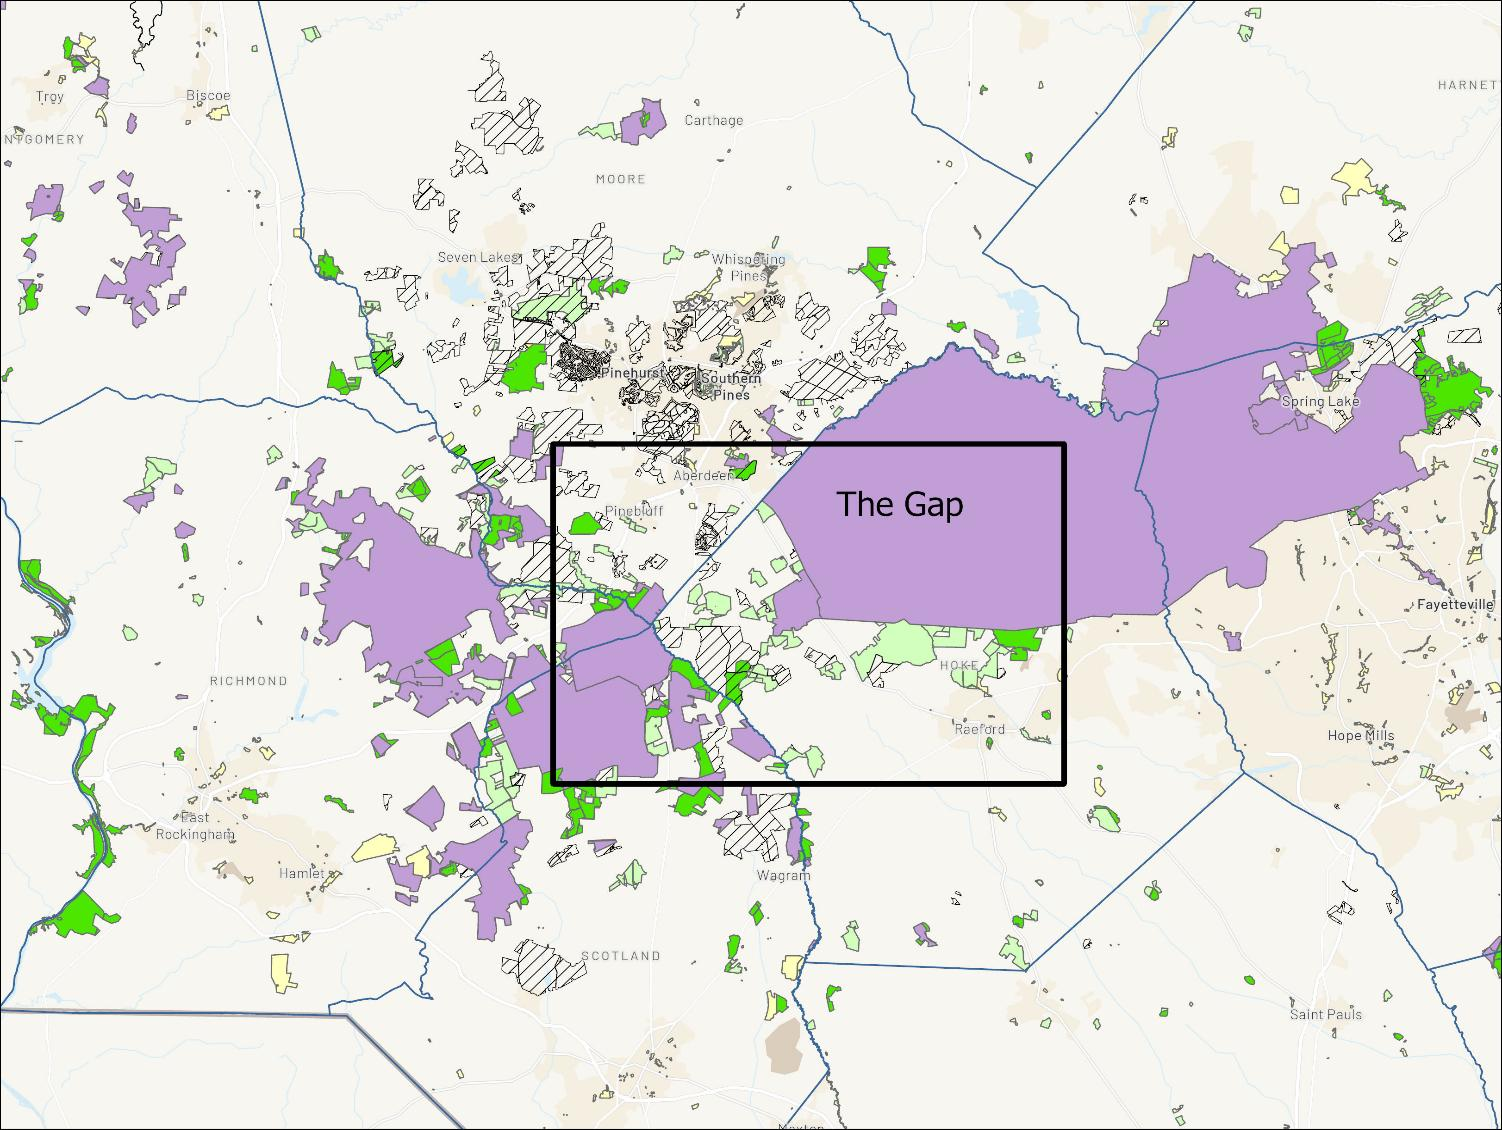 HARNET
Troy
Biscoe
Carthage
NTGOMERY
MOORE
Seven Lakes
Whispering
Pines
Pinehurst
Southern
Pines
Spring Lake
Aberdeen
The Gap
Pinebluff
Fayetteville
HOKE
RICHMOND
Raeford
Hope Mills
East
Rockingham
Hamlet
Wagram
SCOTLAND
Saint Pauls
Maxton